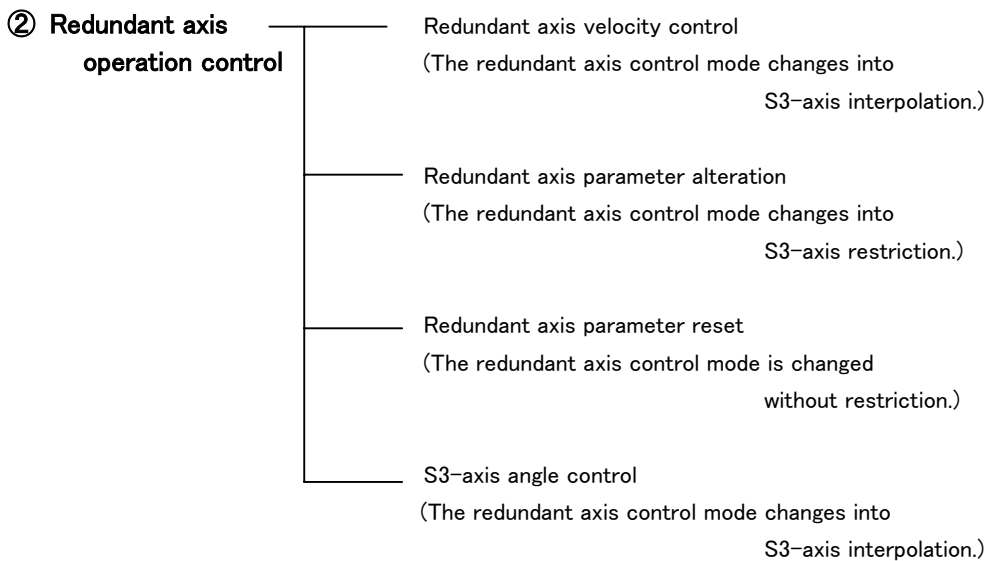 ② Redundant axis
operation control
Redundant axis velocity control
(The redundant axis control mode changes into
S3-axis interpolation.)
Redundant axis parameter alteration
(The redundant axis control mode changes into
S3-axis restriction.)
Redundant axis parameter reset
(The redundant axis control mode is changed
without restriction.)
S3-axis angle control
(The redundant axis control mode changes into
S3-axis interpolation.)